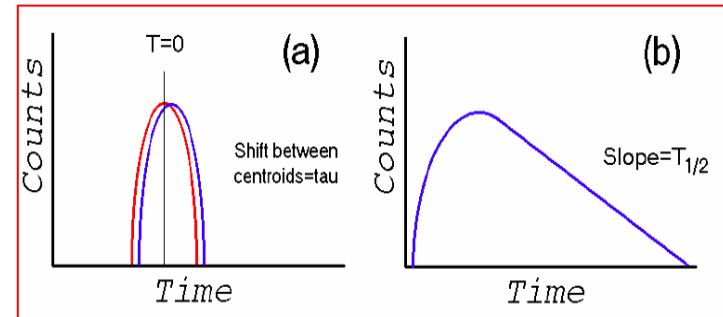 T=0
(a)
Counts
Shift between
centroids=tau
Time
(b)
Counts
Slope=T1/2
Time